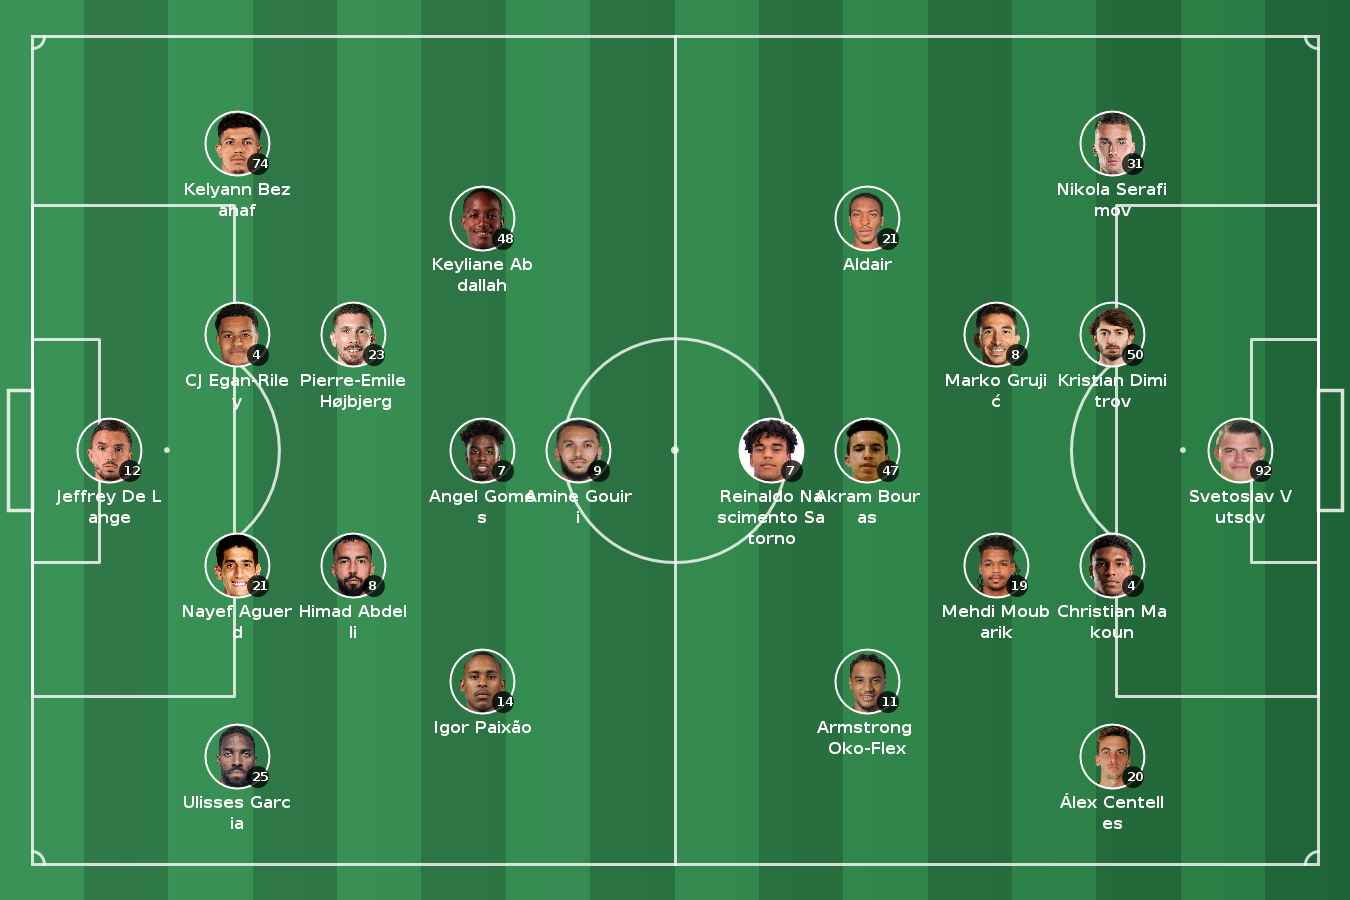 74
Kelyann Bez
ahaf
31
Nikola Serafi
mov
48
Keyliane Ab
dallah
21
Aldair
4
CJ Egan-Rile
y
23
Pierre-Emile
Højbjerg
8
Marko Gruji
ć
50
Kristian Dimi
trov
12
Jeffrey De L
ange
7
Angel Gome
s
9
Amine Gouir
i
7
Reinaldo Na
scimento Sa
torno
47
Akram Bour
as
92
Svetoslav V
utsov
21
Nayef Aguer
d
8
Himad Abdel
li
19
Mehdi Moub
arik
4
Christian Ma
koun
14
Igor Paixão
11
Armstrong
Oko-Flex
25
Ulisses Garc
ia
20
Álex Centell
es